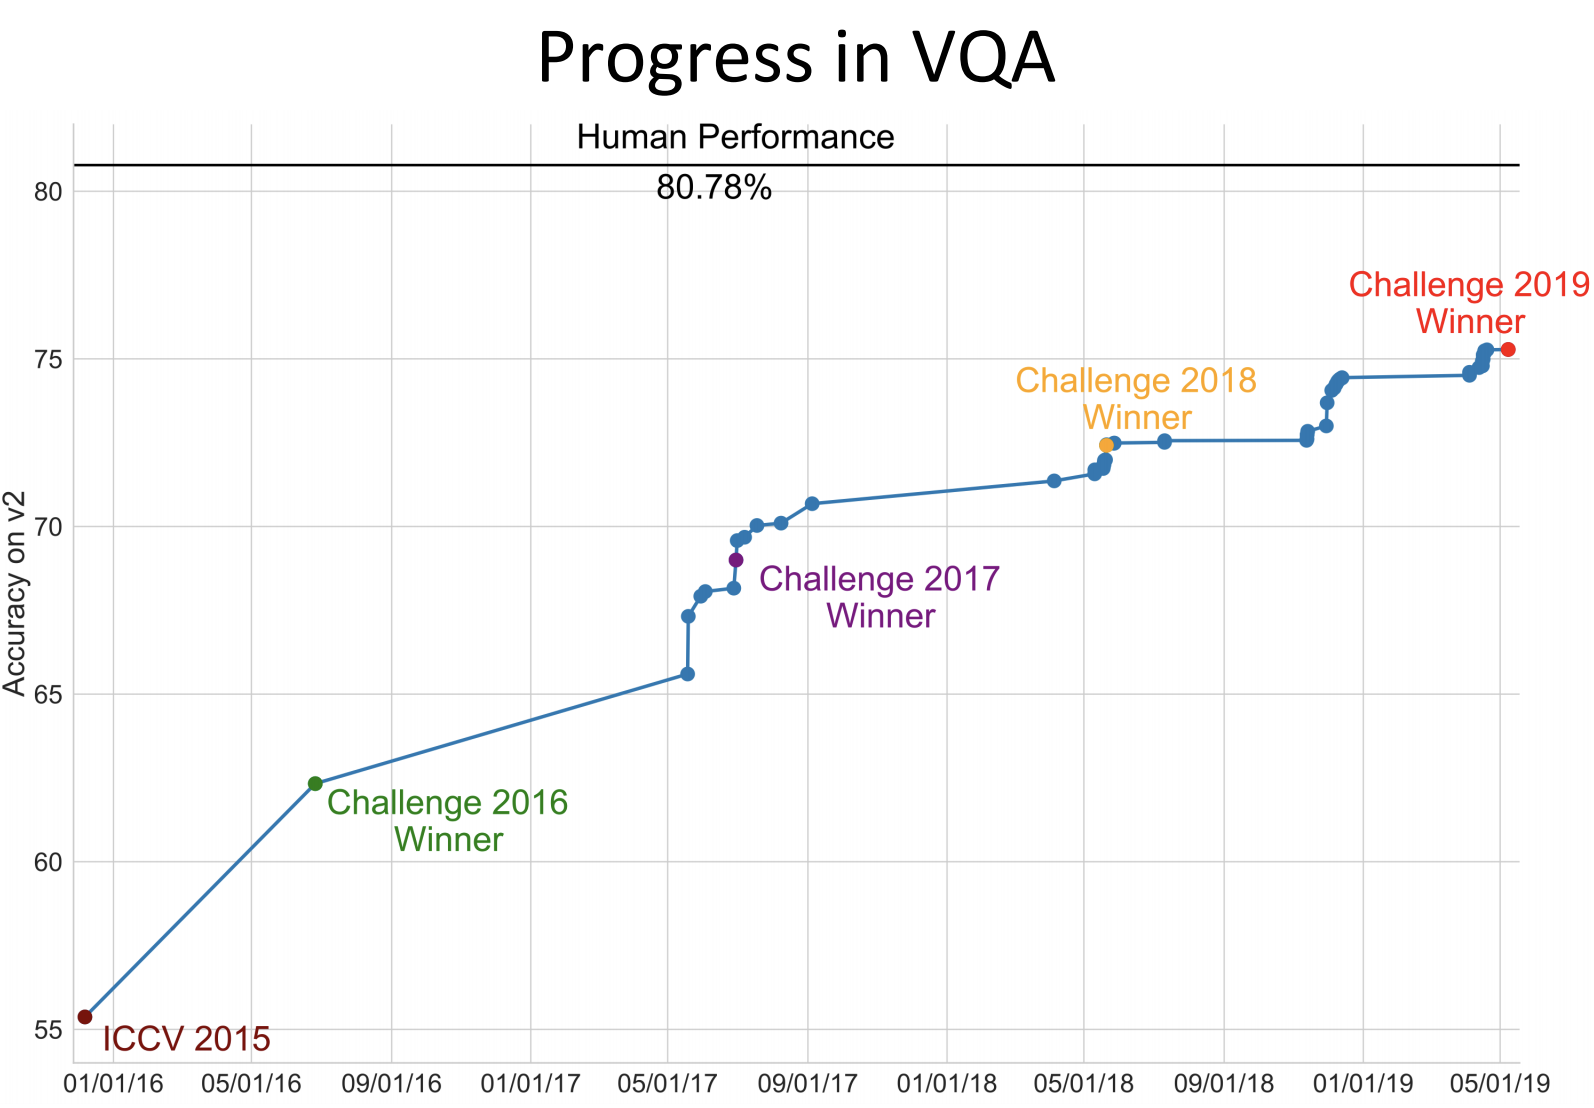 Progress in VQA
Human Performance
80.78%
80
Challenge 2019
Winner
75
Challenge 2018
Winner
Accuracy on v2
70
Challenge 2017
Winner
65
Challenge 2016
Winner
60
55
ICCV 2015
01/01/16 05/01/16 09/01/16 01/01/17 05/01/17 09/01/17 01/01/18 05/01/18 09/01/18 01/01/19 05/01/19